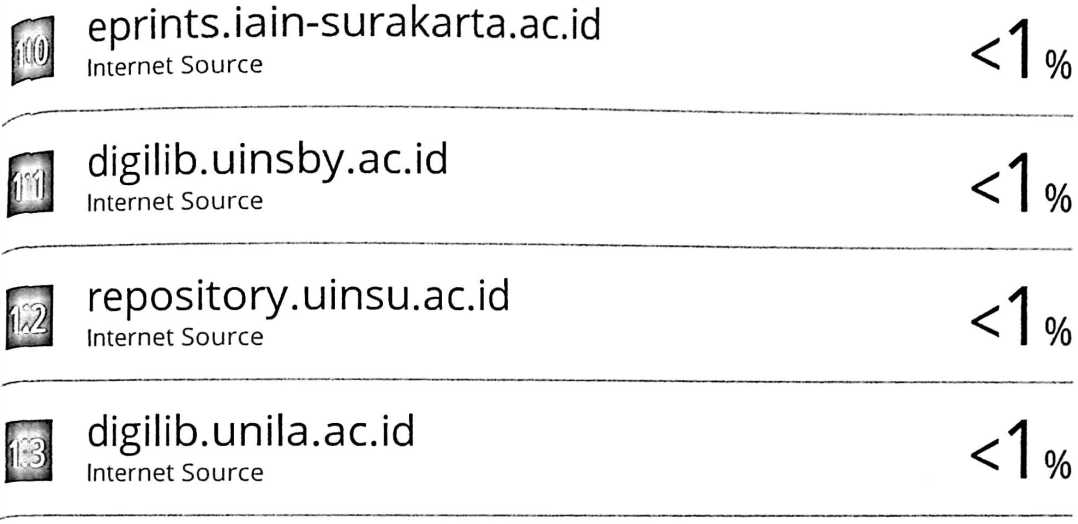 10 eprints.iain-surakarta.ac.id <1 %
Internet Source
11 digilib.uinsby.ac.id <1 %
Internet Source
12 repository.uinsu.ac.id <1 %
Internet Source
13 digilib.unila.ac.id <1 %
Internet Source